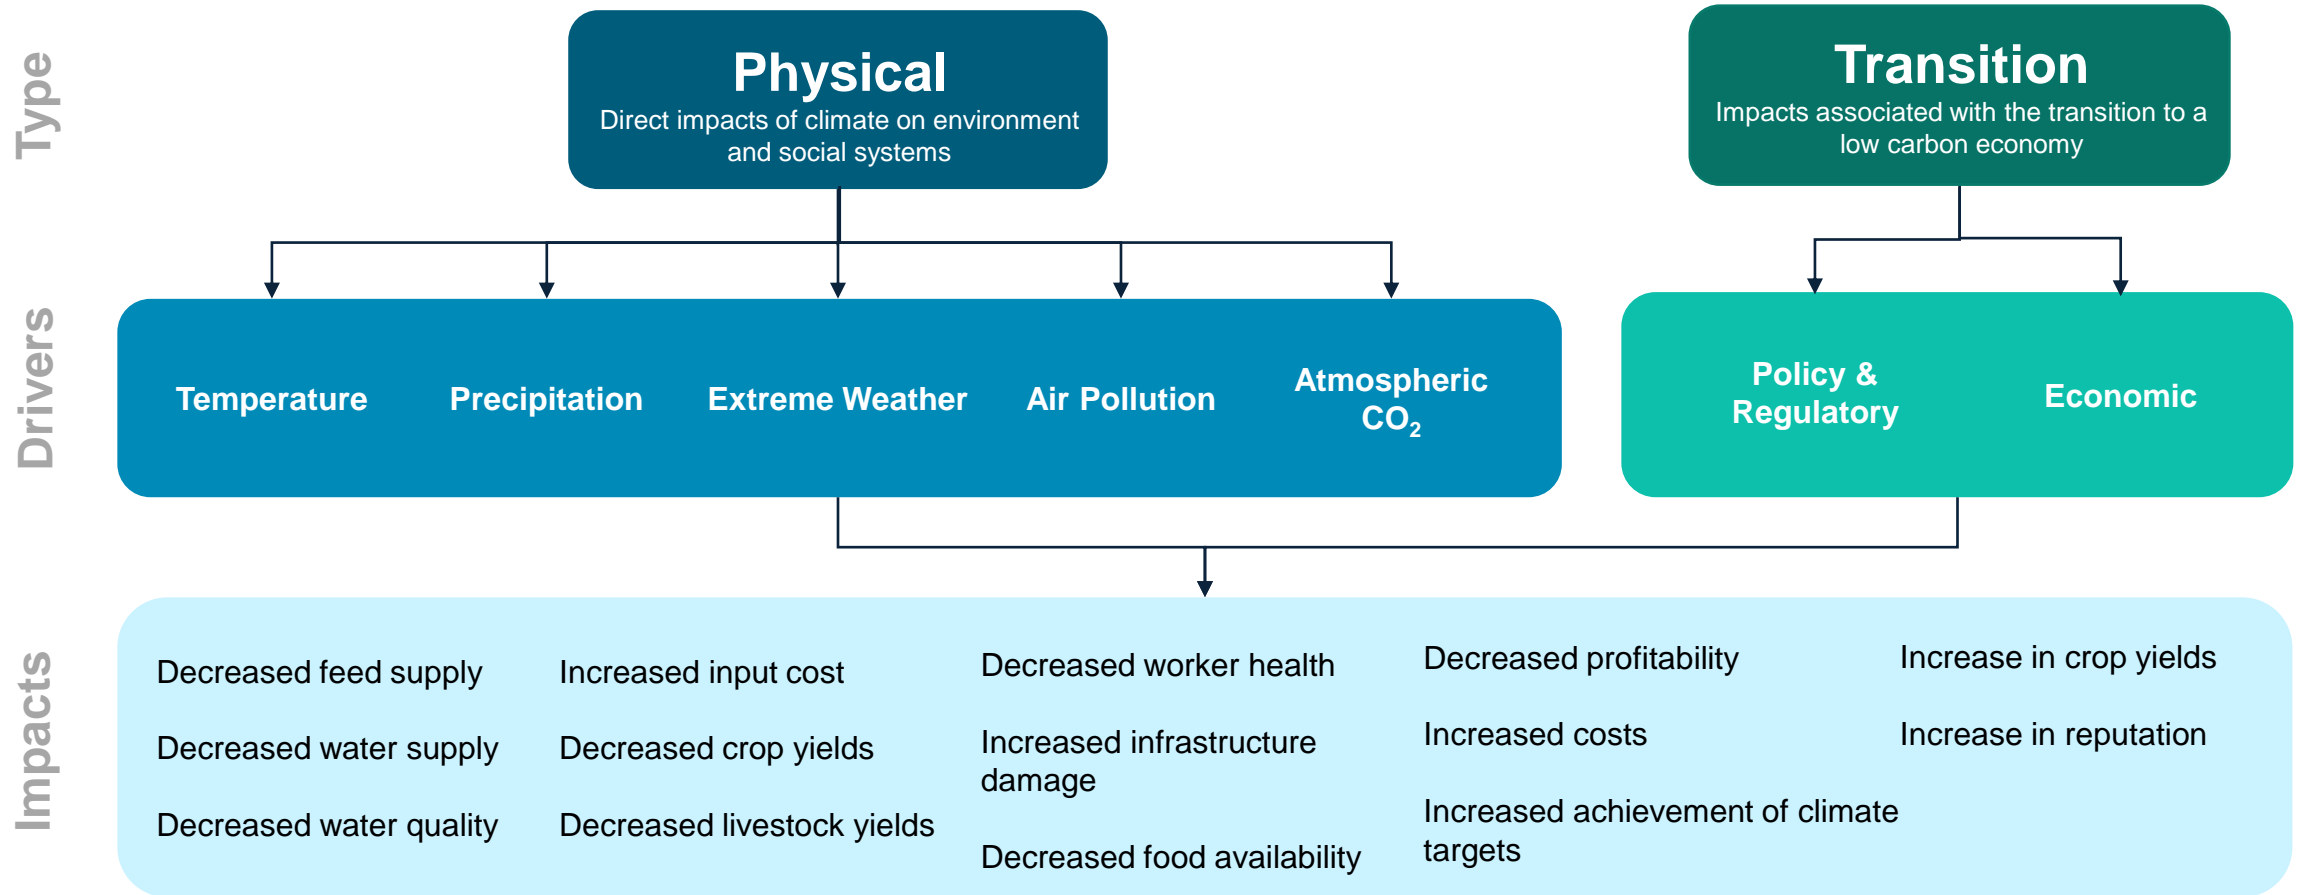 Type
Physical
Direct impacts of climate on environment
and social systems
Transition
Impacts associated with the transition to a
low carbon economy
Drivers
Temperature
Precipitation
Extreme Weather
Air Pollution
Atmospheric
CO₂
Policy &
Regulatory
Economic
Impacts
Decreased feed supply
Decreased water supply
Decreased water quality
Increased input cost
Decreased crop yields
Decreased livestock yields
Decreased worker health
Increased infrastructure
damage
Decreased food availability
Decreased profitability
Increased costs
Increased achievement of climate
targets
Increase in crop yields
Increase in reputation